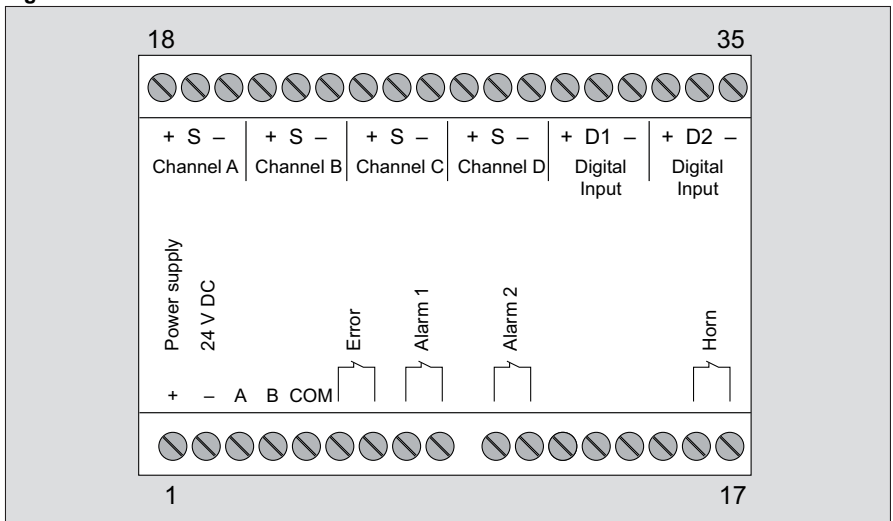 18 35
+ S – + S – + S – + S – + D1 – + D2 –
Channel A Channel B Channel C Channel D Digital Digital
Input Input
Power supply
24 V DC
Error
Alarm 1
Alarm 2
Horn
+ – A B COM
1 17